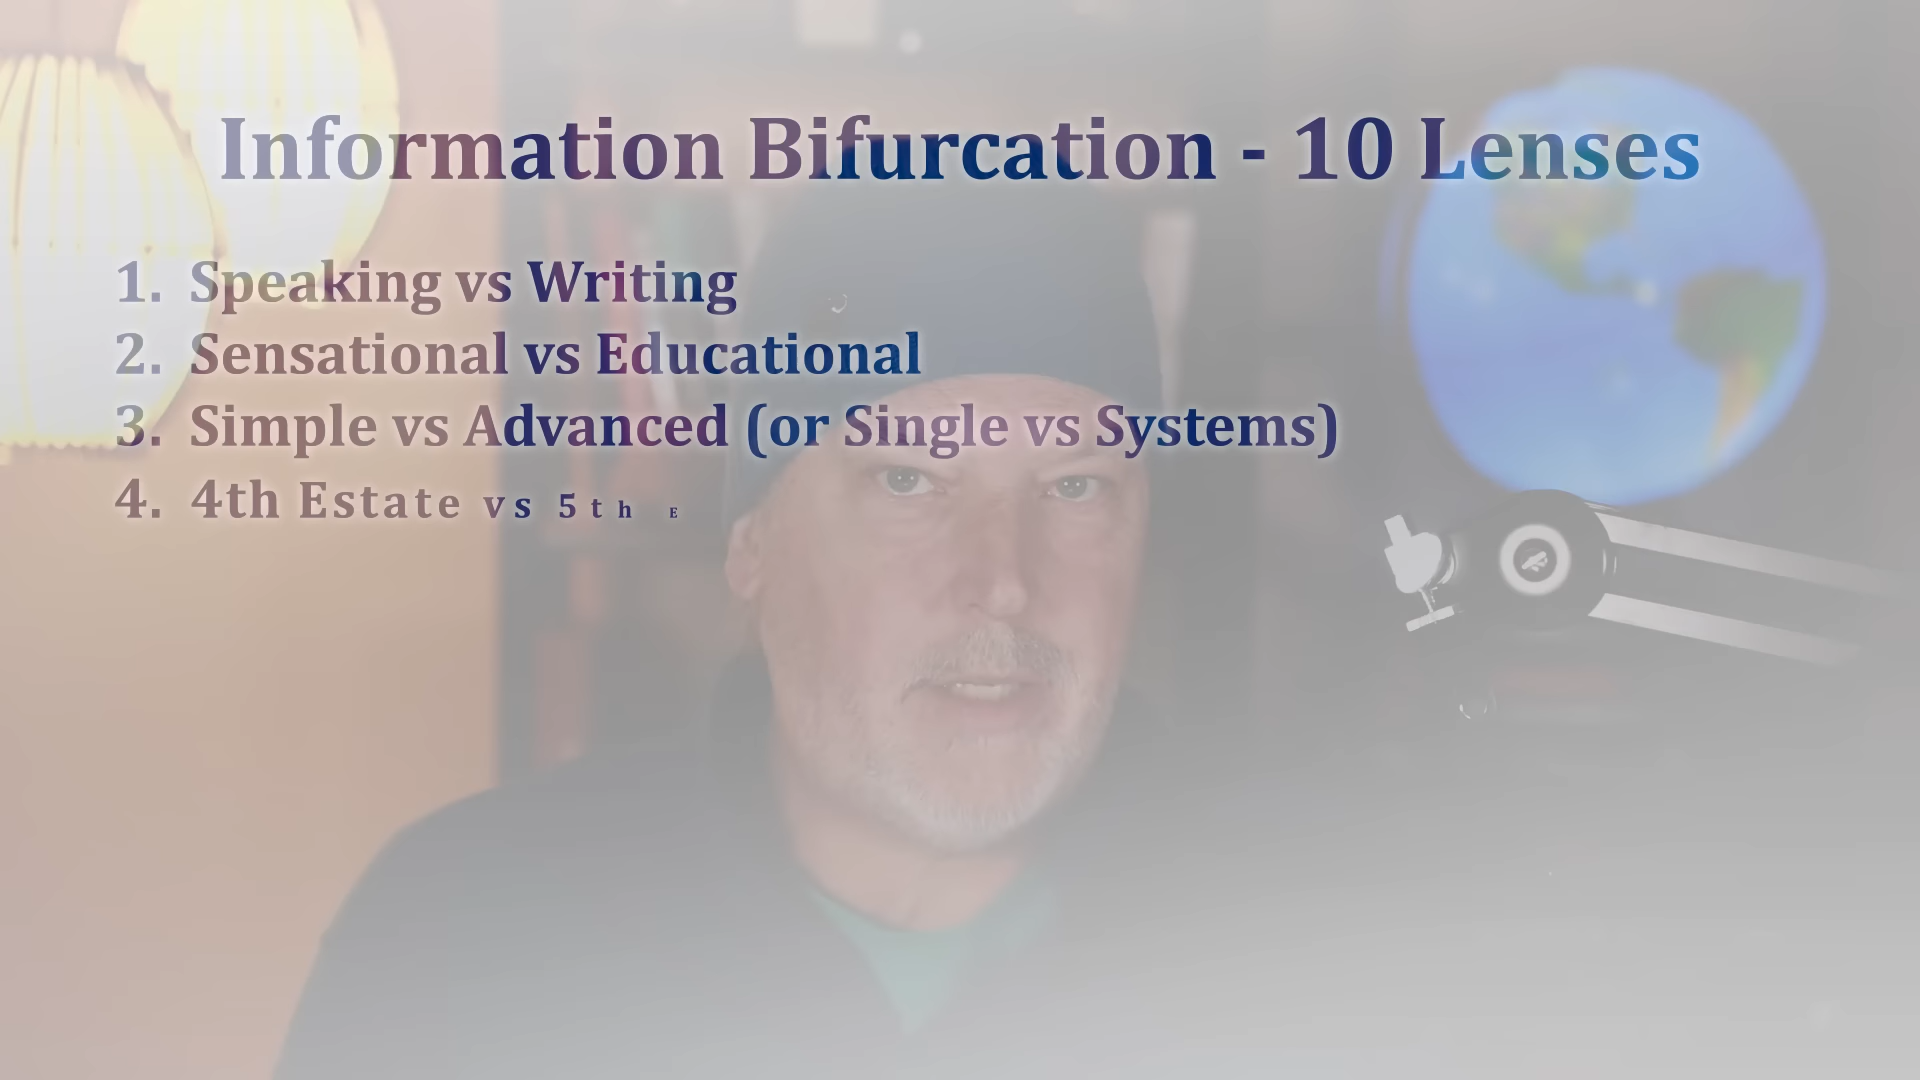 Information Bifurcation - 10 Lenses
1. Speaking vs Writing
2. Sensational vs Educational
3. Simple vs Advanced (or Single vs Systems)
4. 4th Estate vs 5th E